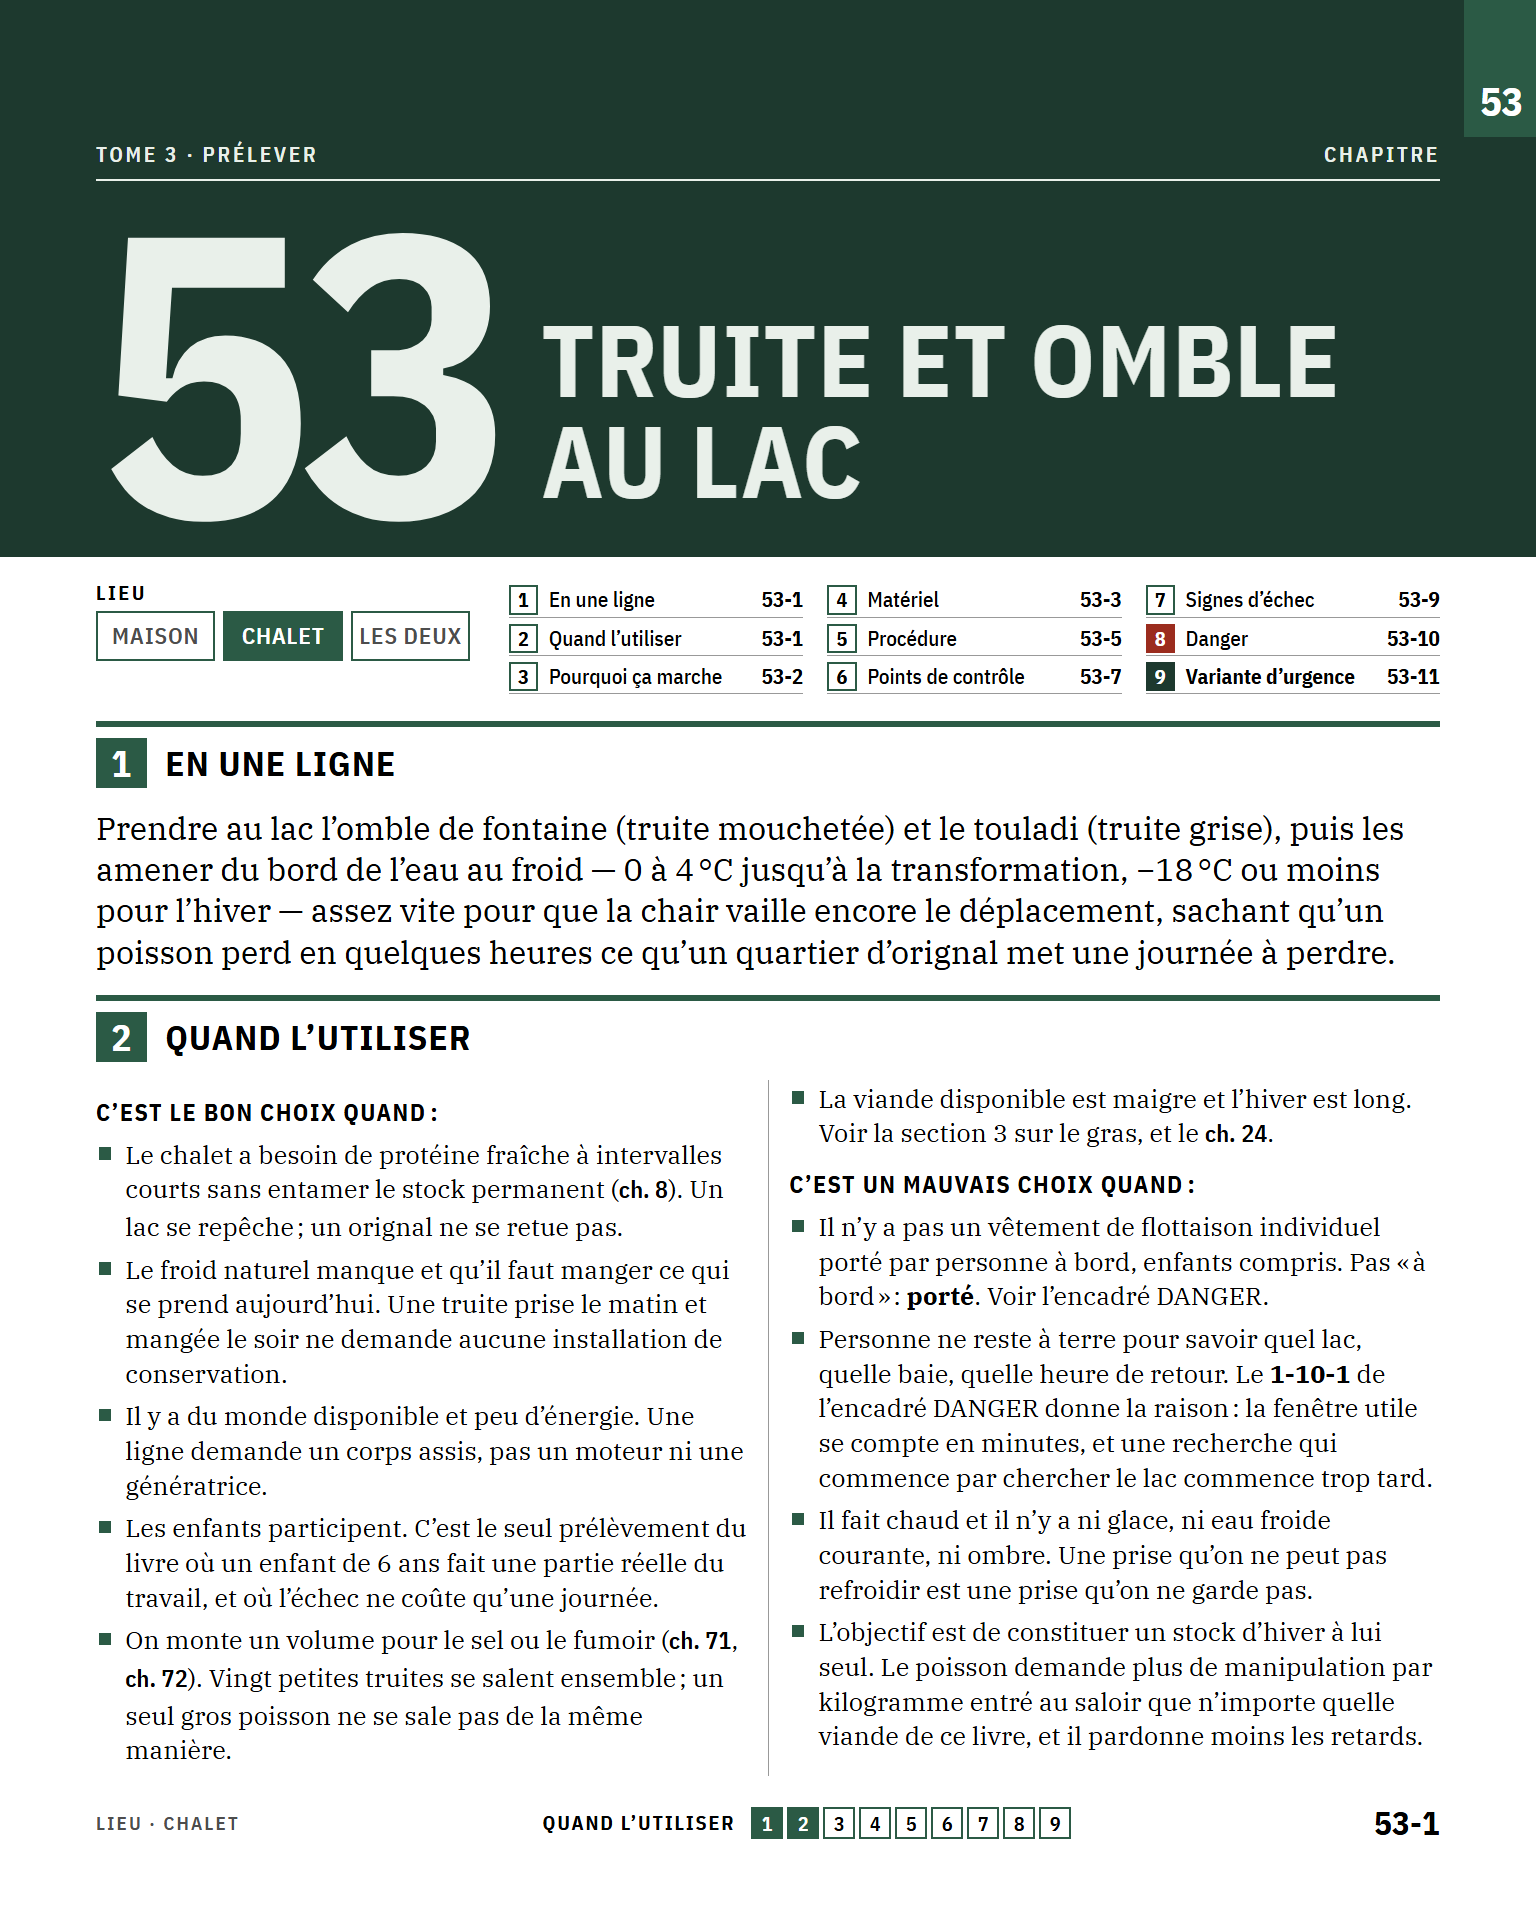 53
TOME 3 · PRÉLEVER
CHAPITRE
53
TRUITE ET OMBLE
AU LAC
LIEU
MAISON
CHALET
LES DEUX
1 En une ligne 53-1
2 Quand l’utiliser 53-1
3 Pourquoi ça marche 53-2
4 Matériel 53-3
5 Procédure 53-5
6 Points de contrôle 53-7
7 Signes d’échec 53-9
8 Danger 53-10
9 Variante d’urgence 53-11
1 EN UNE LIGNE
Prendre au lac l’omble de fontaine (truite mouchetée) et le touladi (truite grise), puis les
amener du bord de l’eau au froid — 0 à 4 °C jusqu’à la transformation, −18 °C ou moins
pour l’hiver — assez vite pour que la chair vaille encore le déplacement, sachant qu’un
poisson perd en quelques heures ce qu’un quartier d’orignal met une journée à perdre.
2 QUAND L’UTILISER
C’EST LE BON CHOIX QUAND :
Le chalet a besoin de protéine fraîche à intervalles
courts sans entamer le stock permanent (ch. 8). Un
lac se repêche ; un orignal ne se retue pas.
Le froid naturel manque et qu’il faut manger ce qui
se prend aujourd’hui. Une truite prise le matin et
mangée le soir ne demande aucune installation de
conservation.
Il y a du monde disponible et peu d’énergie. Une
ligne demande un corps assis, pas un moteur ni une
génératrice.
Les enfants participent. C’est le seul prélèvement du
livre où un enfant de 6 ans fait une partie réelle du
travail, et où l’échec ne coûte qu’une journée.
On monte un volume pour le sel ou le fumoir (ch. 71,
ch. 72). Vingt petites truites se salent ensemble ; un
seul gros poisson ne se sale pas de la même
manière.
La viande disponible est maigre et l’hiver est long.
Voir la section 3 sur le gras, et le ch. 24.
C’EST UN MAUVAIS CHOIX QUAND :
Il n’y a pas un vêtement de flottaison individuel
porté par personne à bord, enfants compris. Pas « à
bord » : porté. Voir l’encadré DANGER.
Personne ne reste à terre pour savoir quel lac,
quelle baie, quelle heure de retour. Le 1-10-1 de
l’encadré DANGER donne la raison : la fenêtre utile
se compte en minutes, et une recherche qui
commence par chercher le lac commence trop tard.
Il fait chaud et il n’y a ni glace, ni eau froide
courante, ni ombre. Une prise qu’on ne peut pas
refroidir est une prise qu’on ne garde pas.
L’objectif est de constituer un stock d’hiver à lui
seul. Le poisson demande plus de manipulation par
kilogramme entré au saloir que n’importe quelle
viande de ce livre, et il pardonne moins les retards.
LIEU · CHALET
QUAND L’UTILISER 1 2 3 4 5 6 7 8 9
53-1